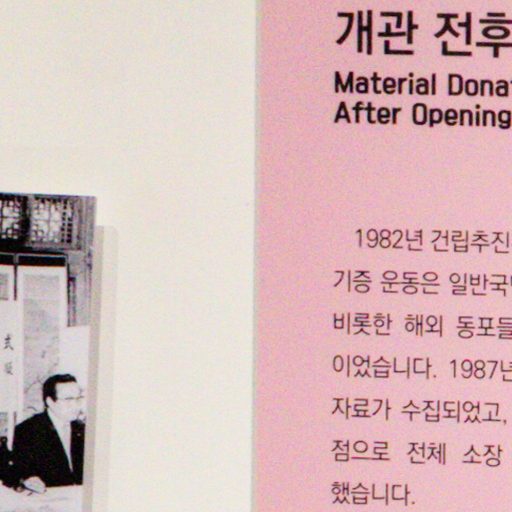 개관 전후
Material Dona
After Opening
1982년 건립추진
기증 운동은 일반국
비롯한 해외 동포들
이었습니다. 1987년
자료가 수집되었고,
점으로 전체 소장
했습니다.